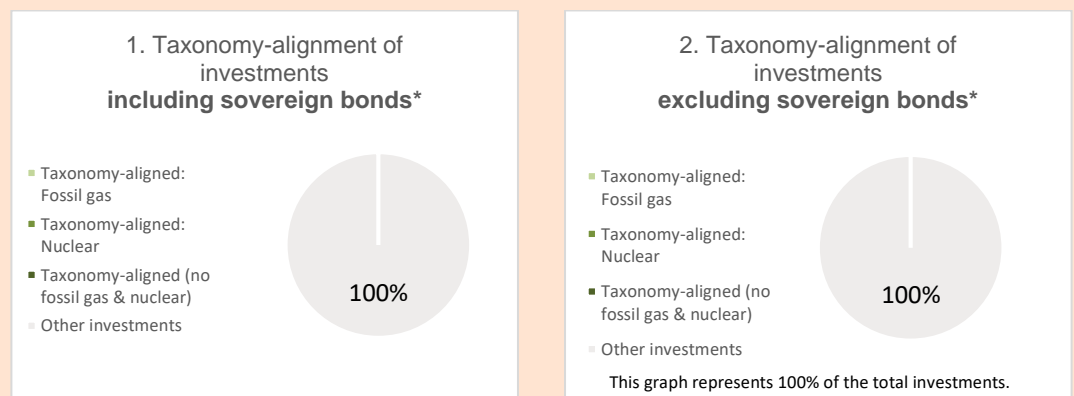 1. Taxonomy-alignment of
investments
including sovereign bonds*
Taxonomy-aligned:
Fossil gas
Taxonomy-aligned:
Nuclear
Taxonomy-aligned (no
fossil gas & nuclear)
Other investments
100%
2. Taxonomy-alignment of
investments
excluding sovereign bonds*
Taxonomy-aligned:
Fossil gas
Taxonomy-aligned:
Nuclear
Taxonomy-aligned (no
fossil gas & nuclear)
Other investments
100%
This graph represents 100% of the total investments.